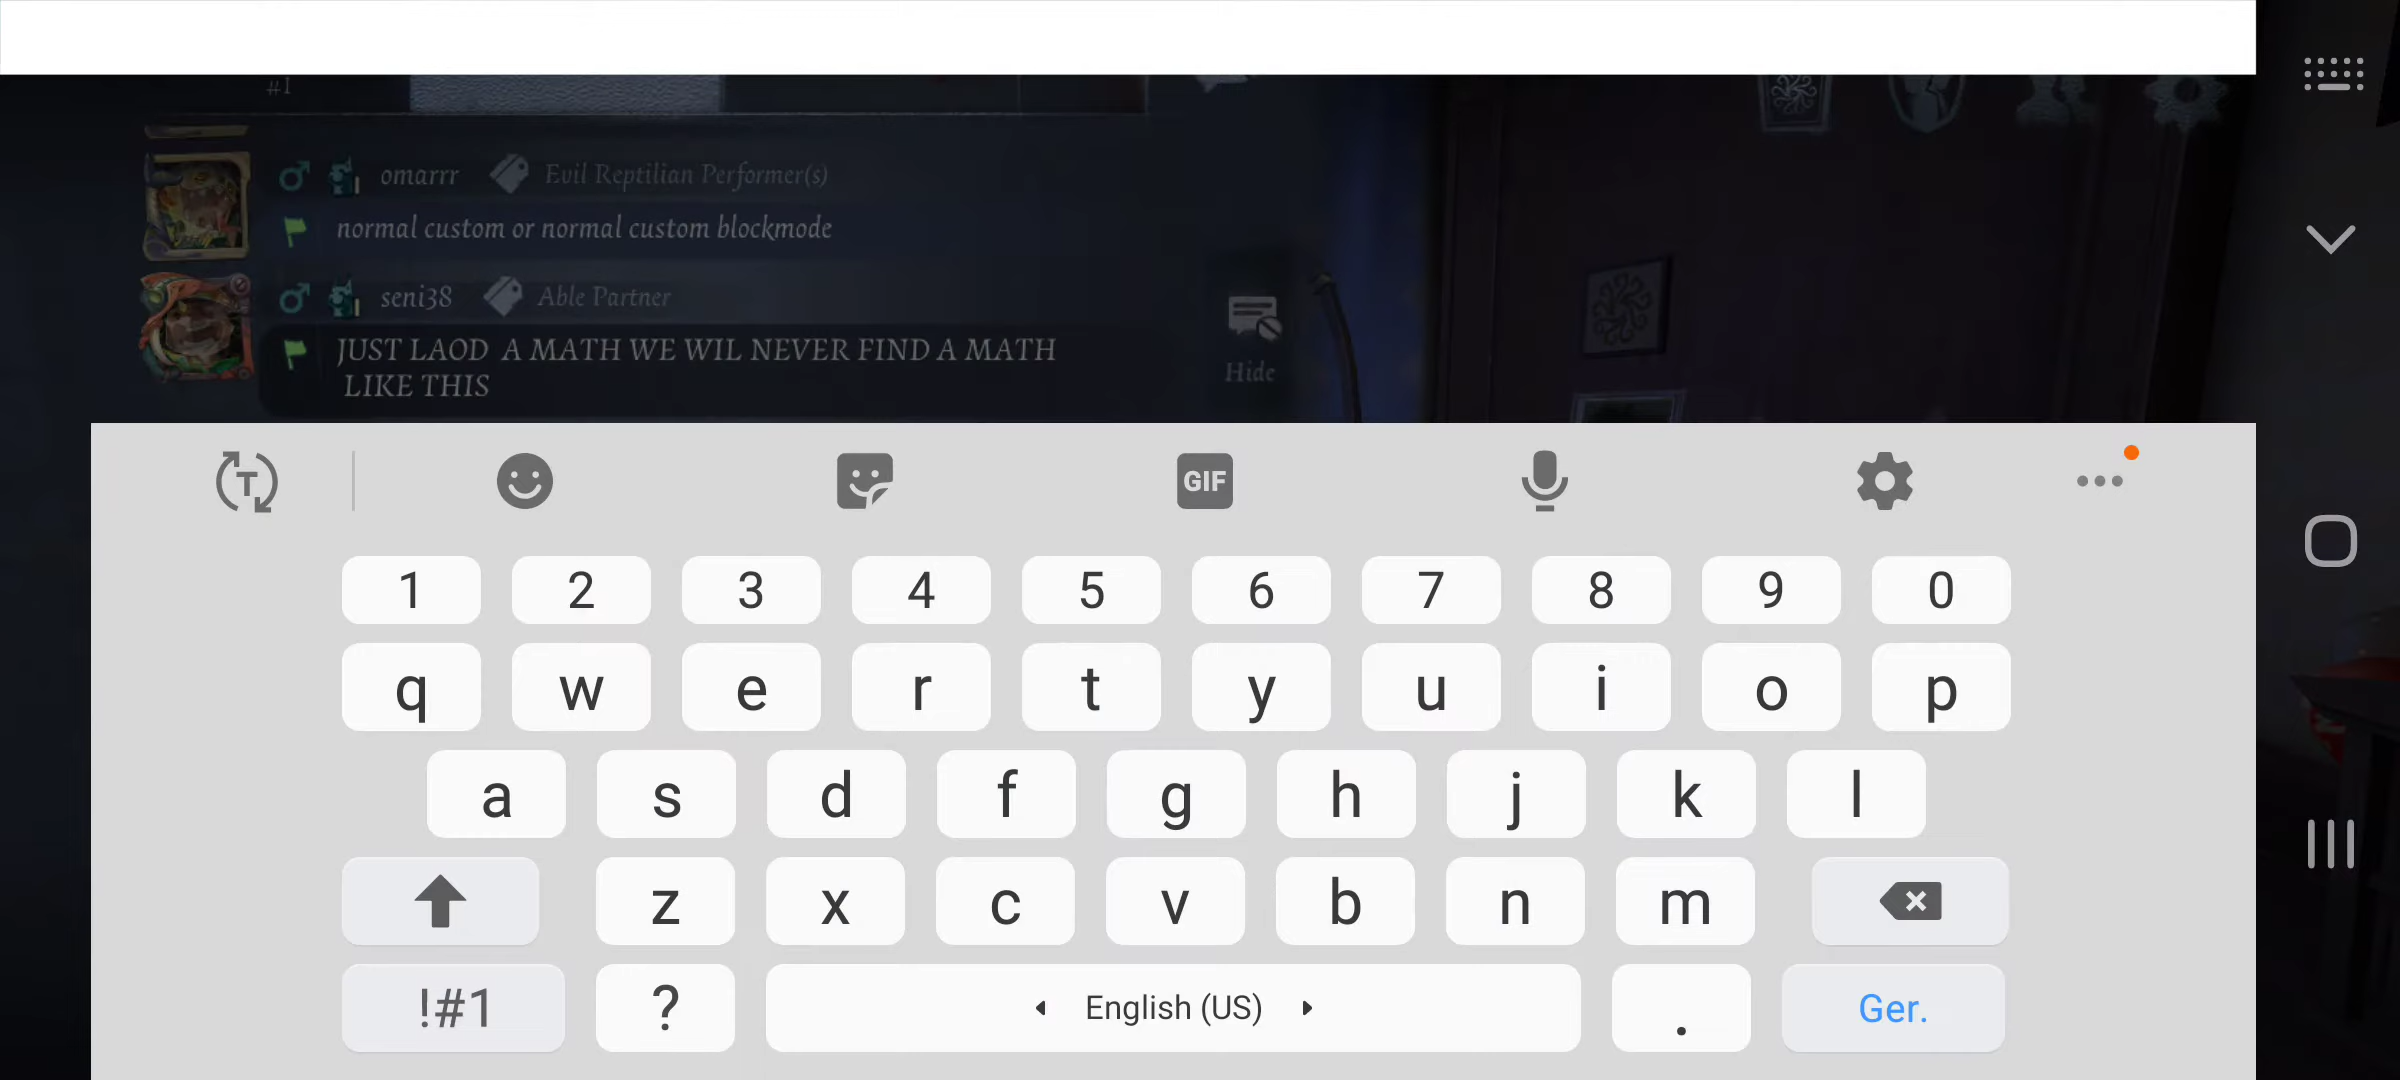 #1
omarrr Evil Reptilian Performer(s)
normal custom or normal custom blockmode
seni38 Able Partner
JUST LAOD A MATH WE WIL NEVER FIND A MATH
LIKE THIS
Hide
T
GIF
1 2 3 4 5 6 7 8 9 0
q w e r t y u i o p
a s d f g h j k l
z x c v b n m
!#1 ? English (US) . Ger.